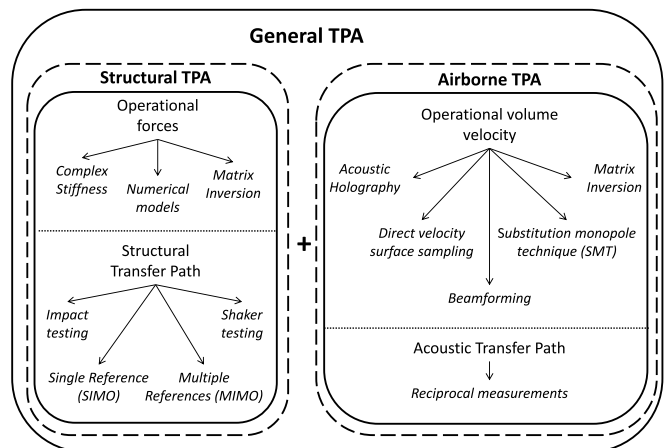 General TPA
Structural TPA
Operational
forces
Complex
Stiffness
Numerical
models
Matrix
Inversion
Structural
Transfer Path
Impact
testing
Shaker
testing
Single Reference
(SIMO)
Multiple
References (MIMO)
+
Airborne TPA
Operational volume
velocity
Acoustic
Holography
Matrix
Inversion
Direct velocity
surface sampling
Substitution monopole
technique (SMT)
Beamforming
Acoustic Transfer Path
Reciprocal measurements